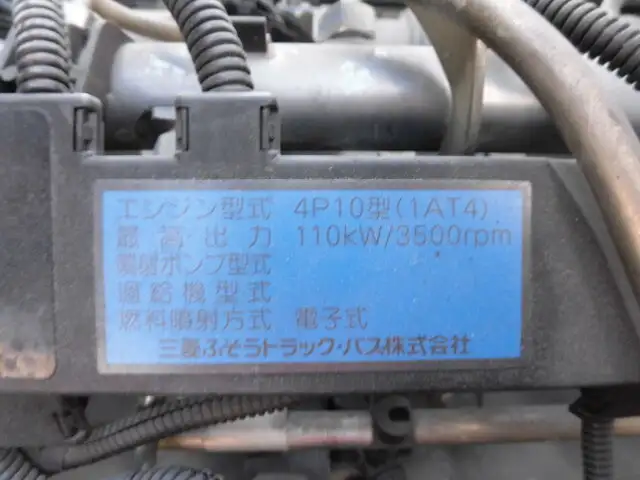 エンジン型式 4P10型(1AT4)
最高出力 110kW/3500rpm
噴射ポンプ型式
過給機型式
燃料噴射方式 電子式
三菱ふそうトラック・バス株式会社